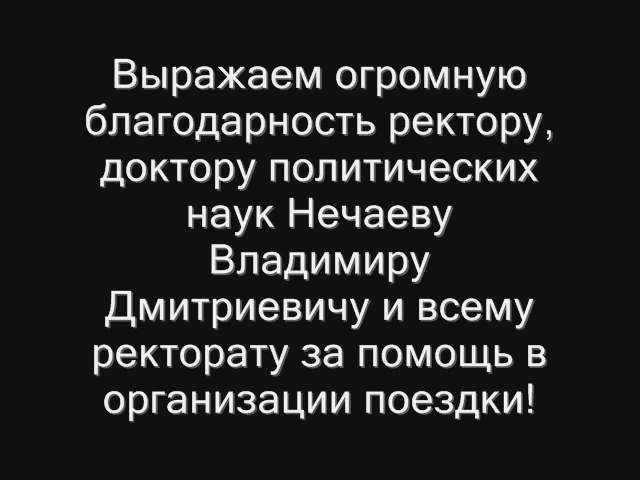 Выражаем огромную
благодарность ректору,
доктору политических
наук Нечаеву
Владимиру
Дмитриевичу и всему
ректорату за помощь в
организации поездки!